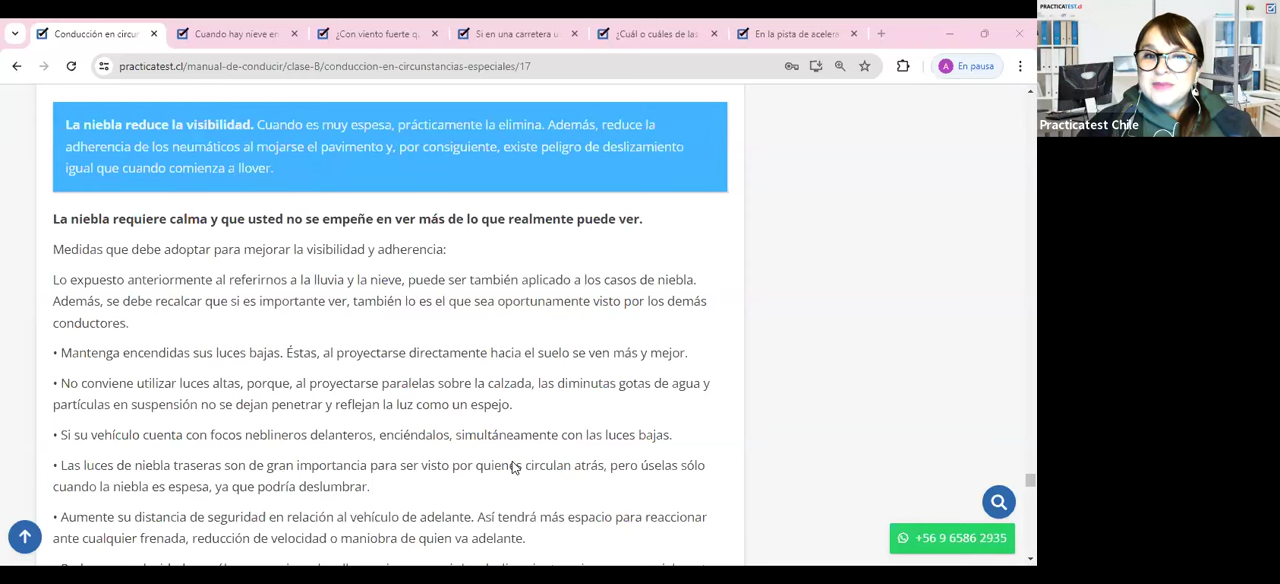 Conducción en circur
Cuando hay nieve en
¿Con viento fuerte q
Si en una carretera u
¿Cuál o cuáles de las
En la pista de acelera
practicatest.cl/manual-de-conducir/clase-B/conduccion-en-circunstancias-especiales/17
A En pausa
PRACTICATEST.cl
Practicatest Chile
La niebla reduce la visibilidad. Cuando es muy espesa, prácticamente la elimina. Además, reduce la
adherencia de los neumáticos al mojarse el pavimento y, por consiguiente, existe peligro de deslizamiento
igual que cuando comienza a llover.
La niebla requiere calma y que usted no se empeñe en ver más de lo que realmente puede ver.
Medidas que debe adoptar para mejorar la visibilidad y adherencia:
Lo expuesto anteriormente al referirnos a la lluvia y la nieve, puede ser también aplicado a los casos de niebla.
Además, se debe recalcar que si es importante ver, también lo es el que sea oportunamente visto por los demás
conductores.
• Mantenga encendidas sus luces bajas. Éstas, al proyectarse directamente hacia el suelo se ven más y mejor.
• No conviene utilizar luces altas, porque, al proyectarse paralelas sobre la calzada, las diminutas gotas de agua y
partículas en suspensión no se dejan penetrar y reflejan la luz como un espejo.
• Si su vehículo cuenta con focos neblineros delanteros, enciéndalos, simultáneamente con las luces bajas.
• Las luces de niebla traseras son de gran importancia para ser visto por quienes circulan atrás, pero úselas sólo
cuando la niebla es espesa, ya que podría deslumbrar.
• Aumente su distancia de seguridad en relación al vehículo de adelante. Así tendrá más espacio para reaccionar
ante cualquier frenada, reducción de velocidad o maniobra de quien va adelante.
+56 9 6586 2935